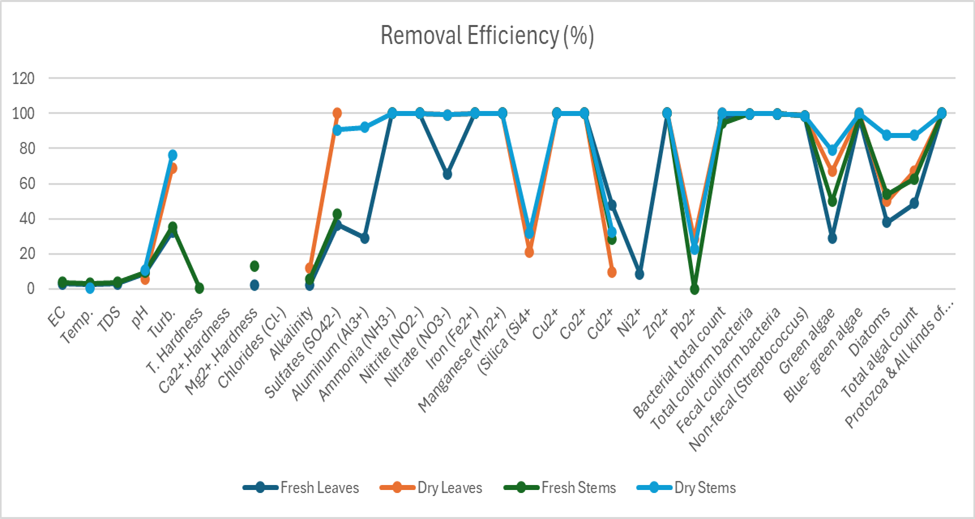 Removal Efficiency (%)
120
100
80
60
40
20
0
EC
Temp.
TDS
pH
Turb.
T. Hardness
Ca2+.Hardness
Mg2+.Hardness
Chlorides (Cl-)
Alkalinity
Sulfates (SO42-)
Aluminum (Al3+)
Ammonia (NH3-)
Nitrite (NO2-)
Nitrate (NO3-)
Iron (Fe2+)
Manganese (Mn2+)
(Silica (Si4+
Cu2+
Co2+
Cd2+
Ni2+
Zn2+
Pb2+
Bacterial total count
Total coliform bacteria
Fecal coliform bacteria
Non-fecal (Streptococcus)
Green algae
Blue- green algae
Diatoms
Total algal count
Protozoa & All kinds of...
Fresh Leaves
Dry Leaves
Fresh Stems
Dry Stems